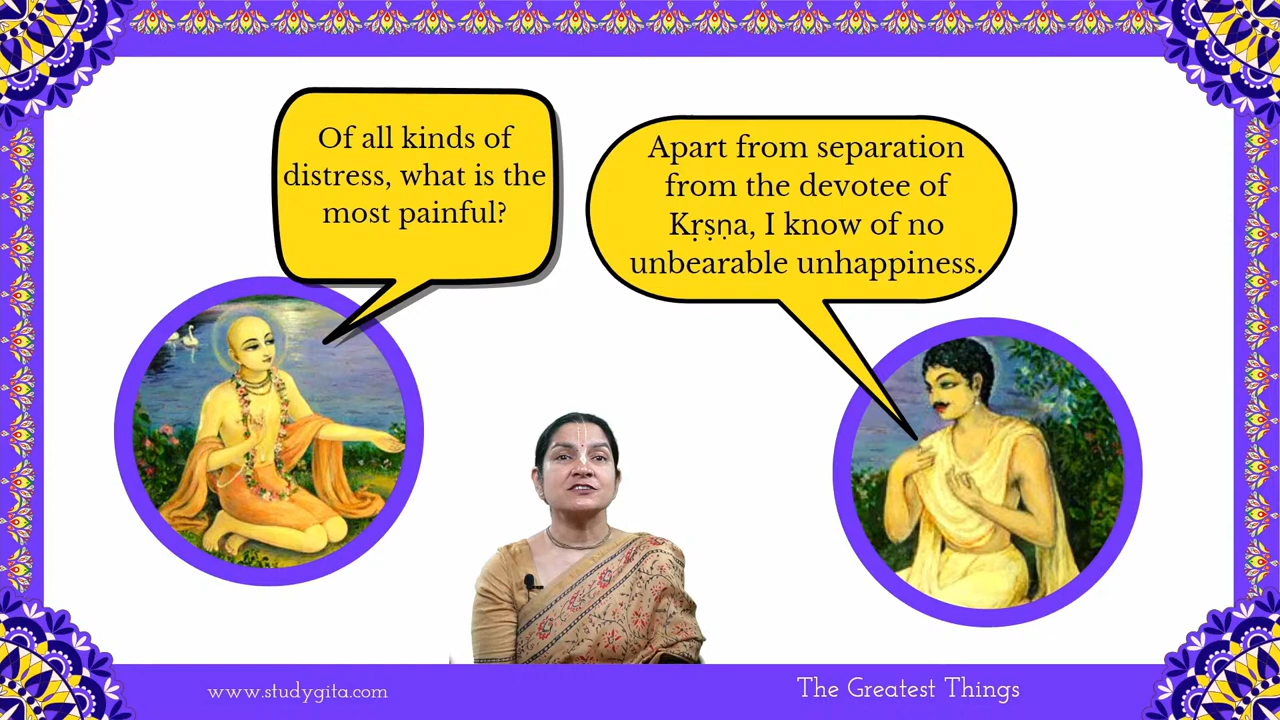 Of all kinds of
distress, what is the
most painful?
Apart from separation
from the devotee of
Kṛṣṇa, I know of no
unbearable unhappiness.
www.studygita.com
The Greatest Things